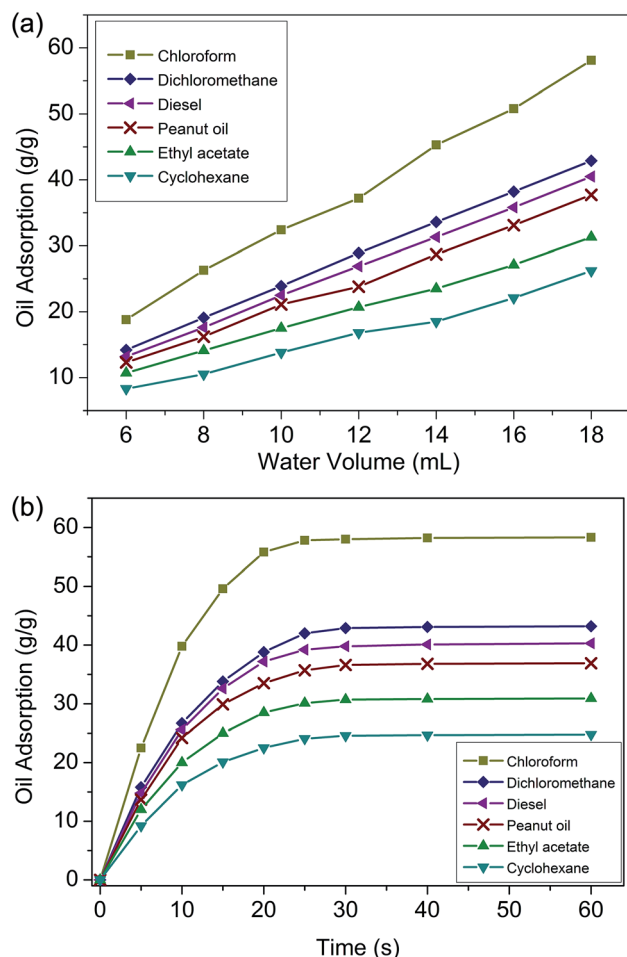 (a)
60
50
40
30
20
10
Oil Adsorption (g/g)
Chloroform
Dichloromethane
Diesel
Peanut oil
Ethyl acetate
Cyclohexane
6 8 10 12 14 16 18
Water Volume (mL)
(b)
60
50
40
30
20
10
0
Oil Adsorption (g/g)
Chloroform
Dichloromethane
Diesel
Peanut oil
Ethyl acetate
Cyclohexane
0 10 20 30 40 50 60
Time (s)